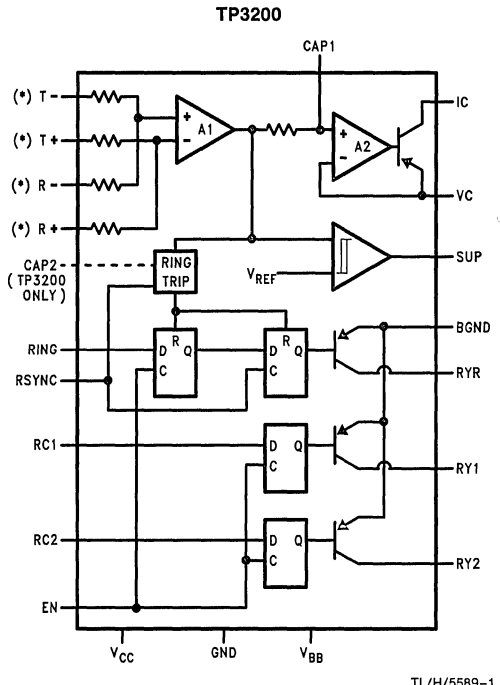 TP3200
CAP1
(*) T-
+
A1
-
+
A2
-
IC
(*) T+
(*) R-
VC
(*) R+
CAP2
(TP3200
ONLY)
RING
TRIP
VREF
SUP
BGND
RING
D R Q
C
D R Q
C
RYR
RSYNC
RC1
D Q
C
RY1
RC2
D Q
C
RY2
EN
VCC
GND
VBB
TL/H/5589-1